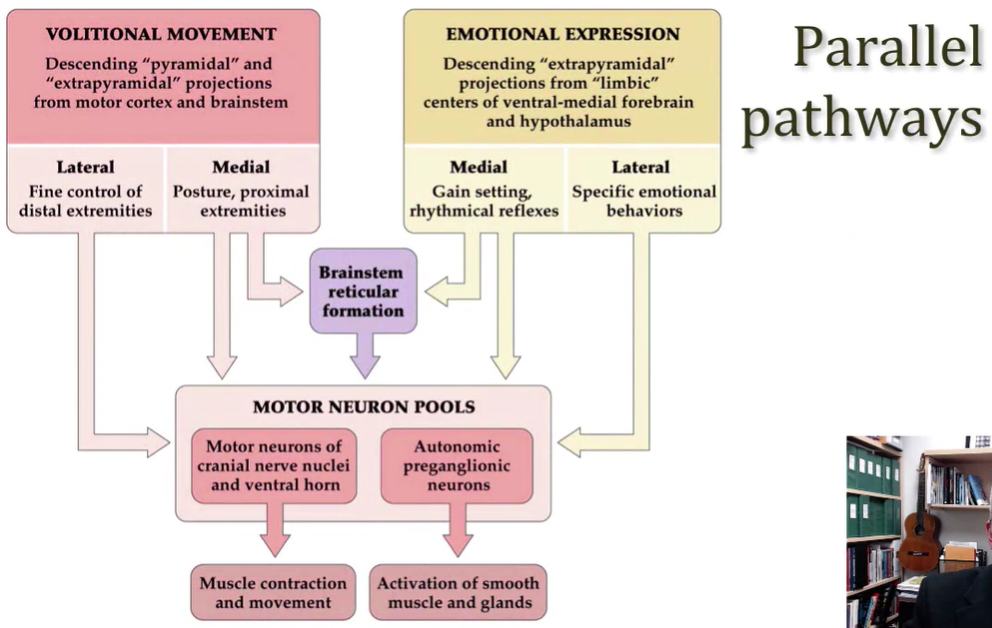 Parallel
pathways
VOLITIONAL MOVEMENT
Descending “pyramidal” and
“extrapyramidal” projections
from motor cortex and brainstem
Lateral
Fine control of
distal extremities
Medial
Posture, proximal
extremities
EMOTIONAL EXPRESSION
Descending “extrapyramidal”
projections from “limbic”
centers of ventral-medial forebrain
and hypothalamus
Medial
Gain setting,
rhythmical reflexes
Lateral
Specific emotional
behaviors
Brainstem
reticular
formation
MOTOR NEURON POOLS
Motor neurons of
cranial nerve nuclei
and ventral horn
Autonomic
preganglionic
neurons
Muscle contraction
and movement
Activation of smooth
muscle and glands